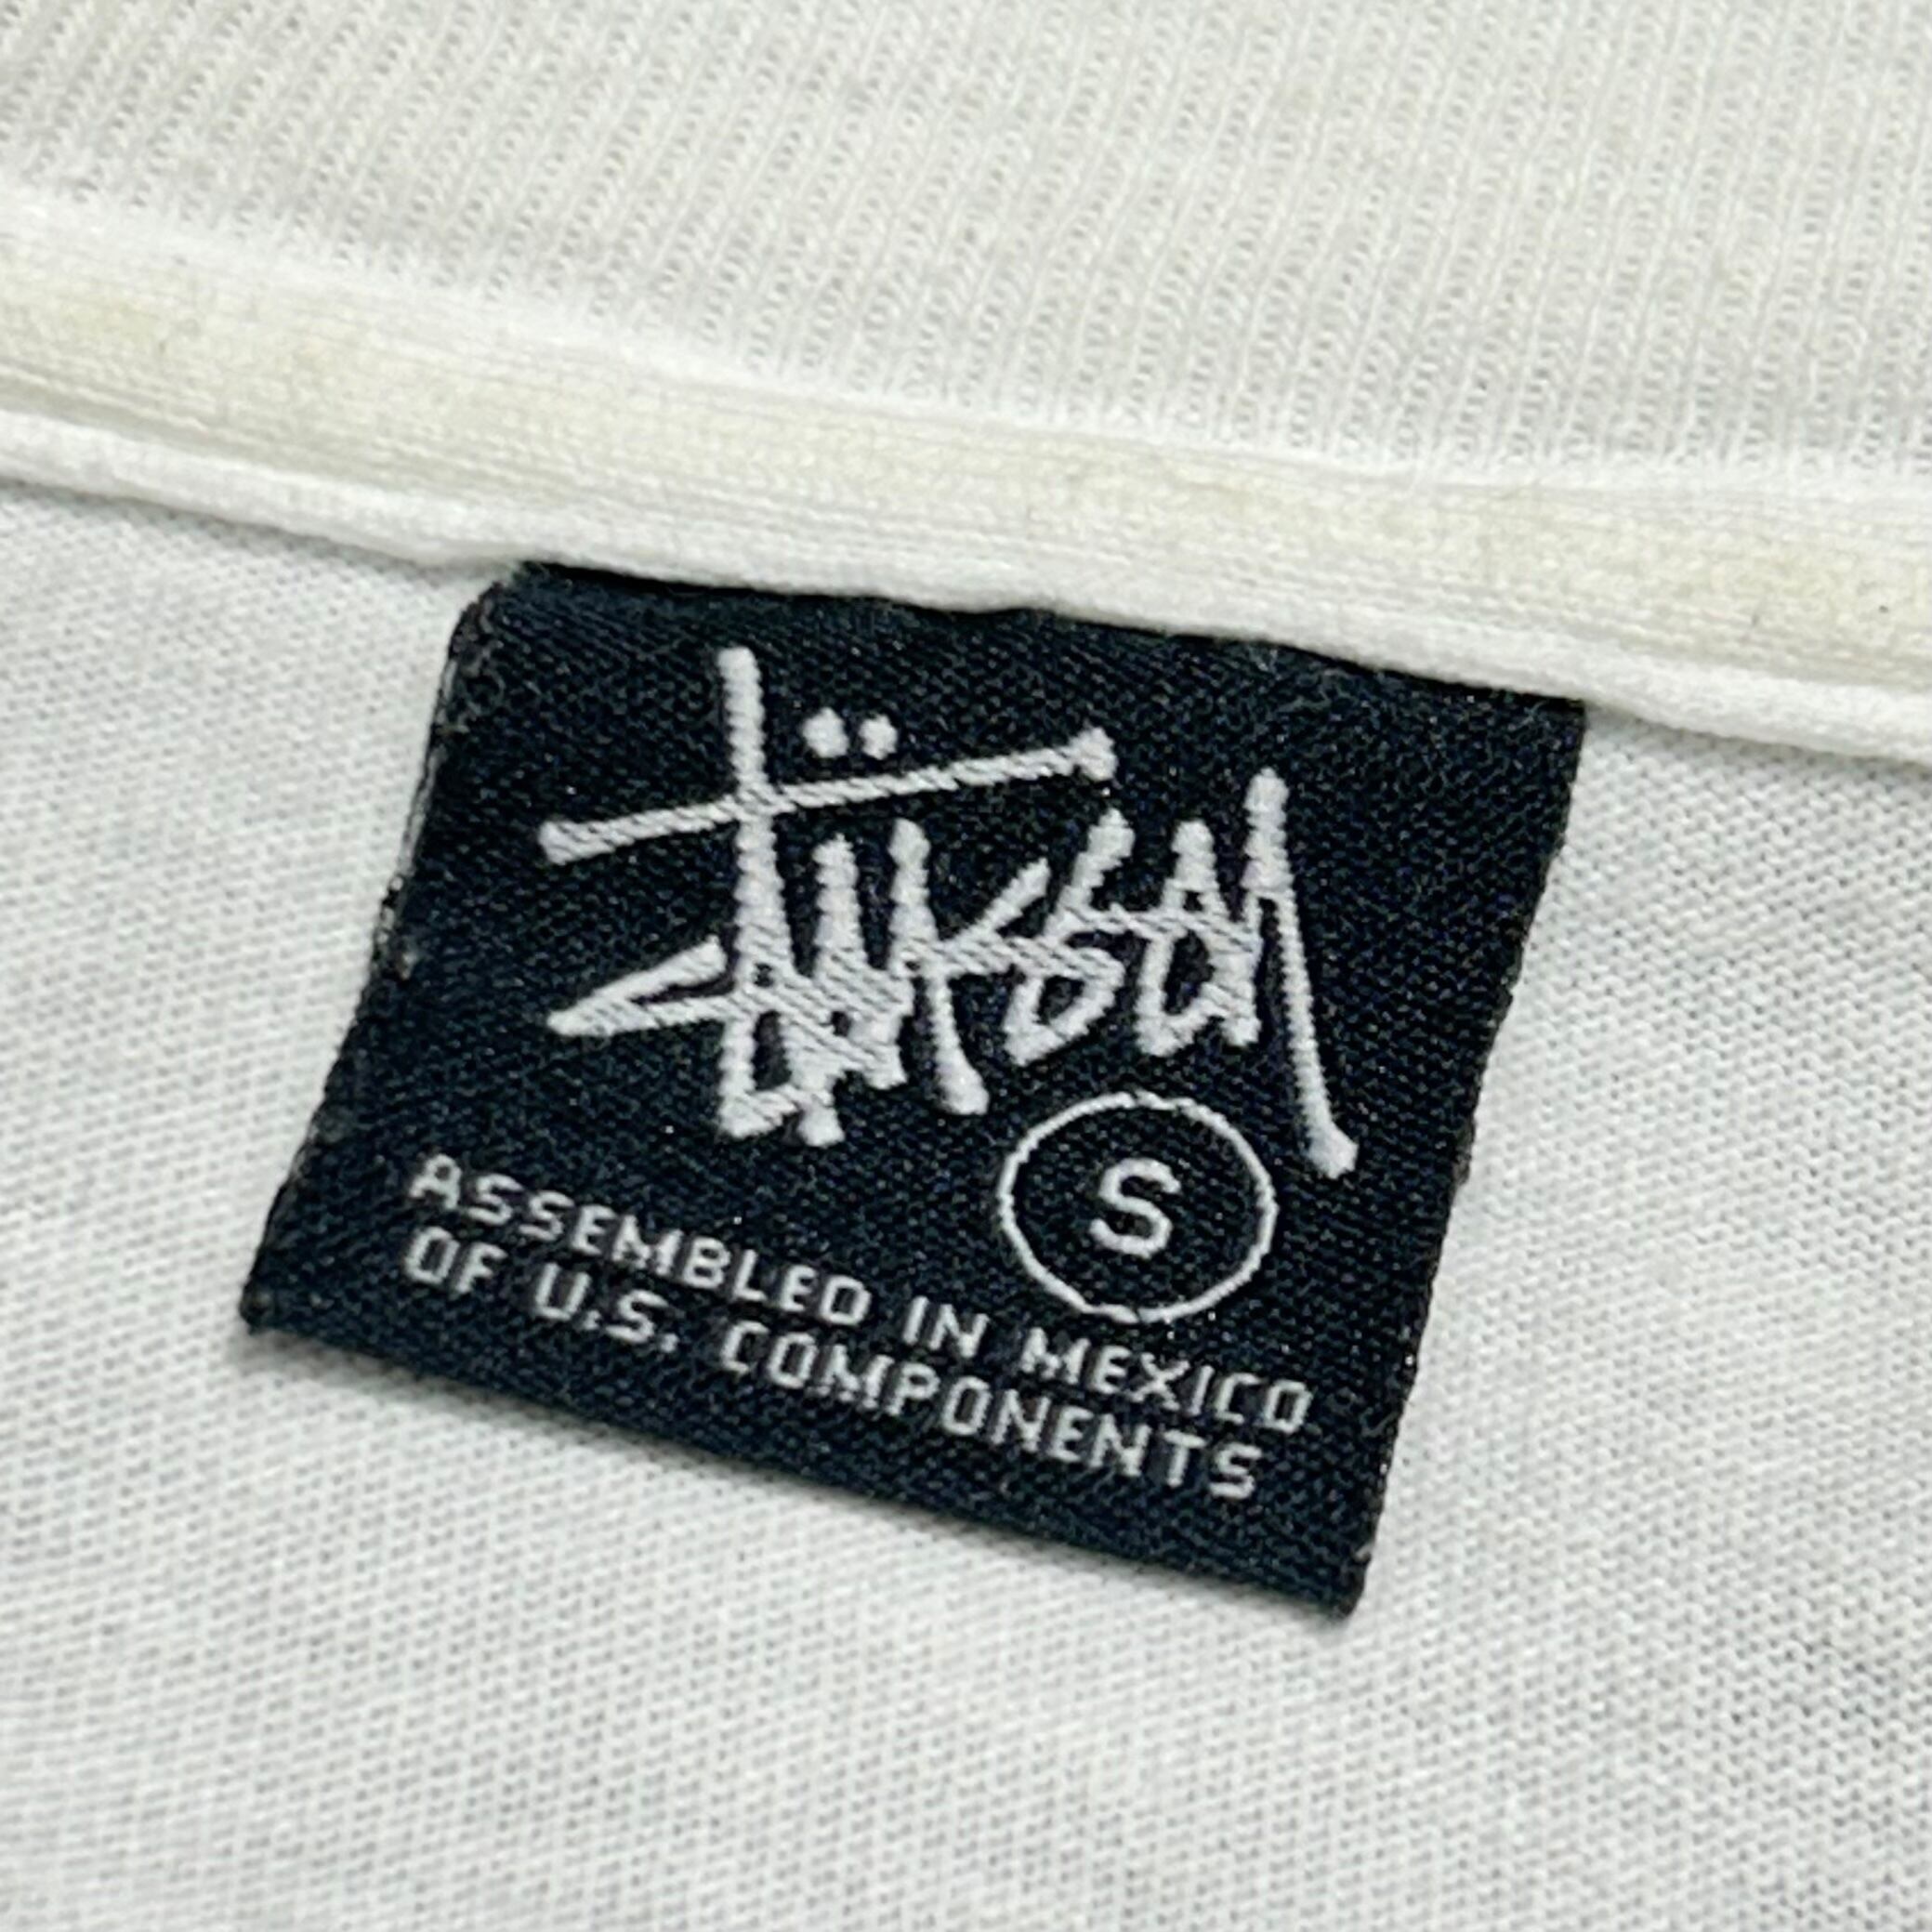 Stüssy
S
ASSEMBLED IN MEXICO
OF U.S. COMPONENTS